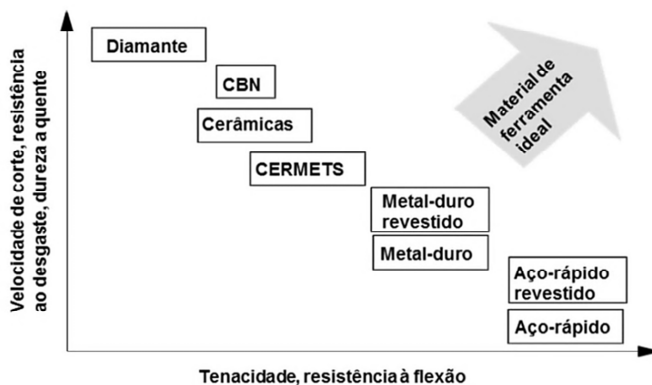 Velocidade de corte, resistência
ao desgaste, dureza a quente
Diamante
CBN
Cerâmicas
CERMETS
Metal-duro
revestido
Metal-duro
Aço-rápido
revestido
Aço-rápido
Material de
ferramenta
ideal
Tenacidade, resistência à flexão